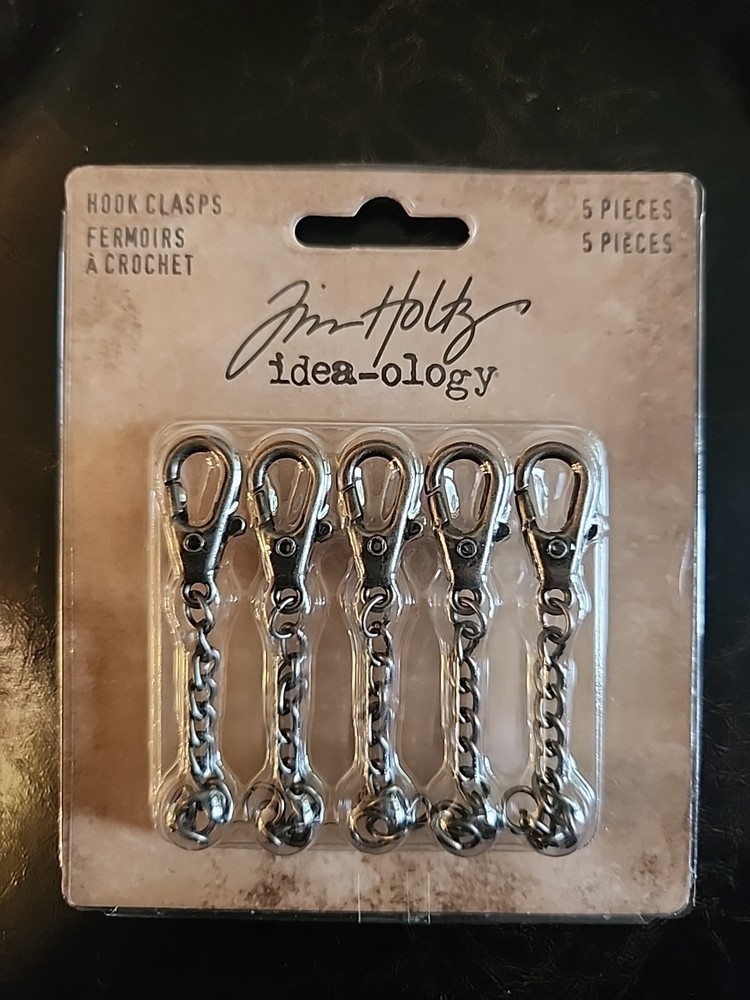 HOOK CLASPS
FERMOIRS
À CROCHET
5 PIECES
5 PIÈCES
Tim Holtz
idea-ology